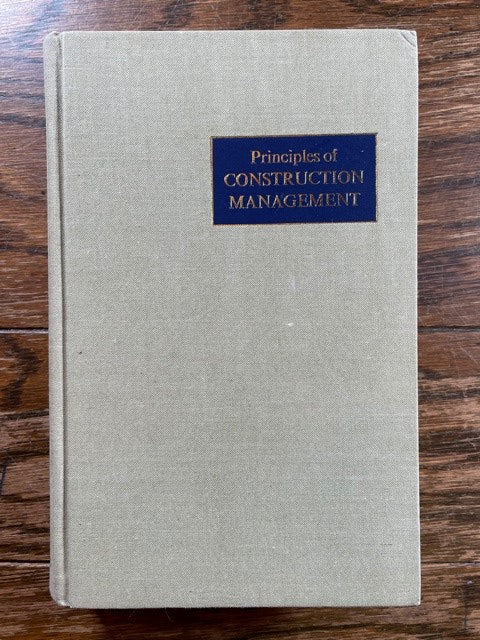 Principles of
CONSTRUCTION
MANAGEMENT